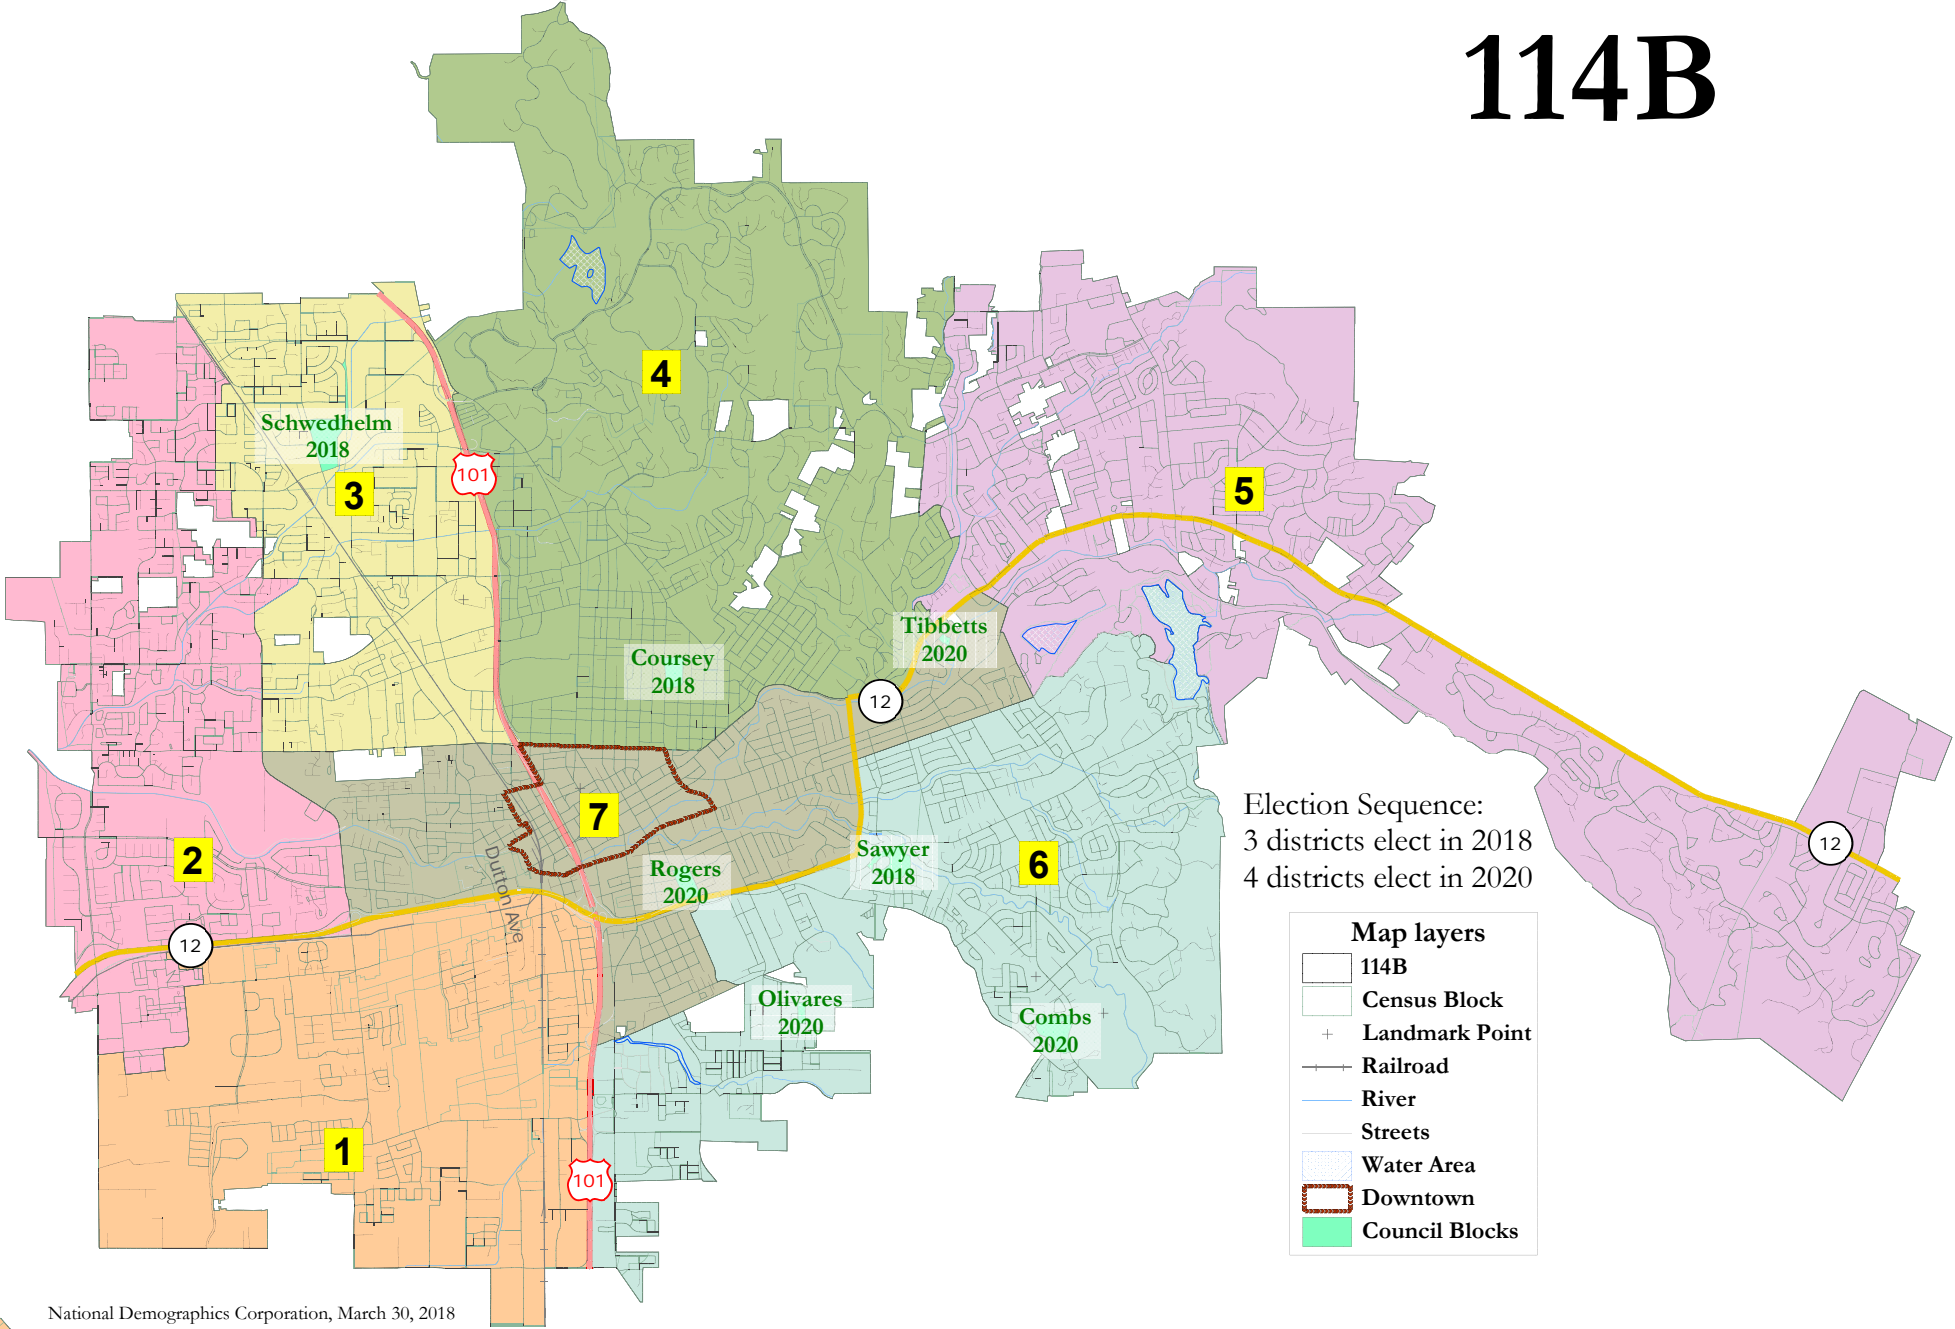 114B
4
Schwedhelm
2018
101
3
5
Tibbetts
2020
Coursey
2018
12
Election Sequence:
3 districts elect in 2018
4 districts elect in 2020
7
Dutton Ave
2
Rogers
2020
Sawyer
2018
6
12
12
Map layers
114B
Census Block
Landmark Point
Railroad
River
Streets
Water Area
Downtown
Council Blocks
Olivares
2020
Combs
2020
1
101
National Demographics Corporation, March 30, 2018